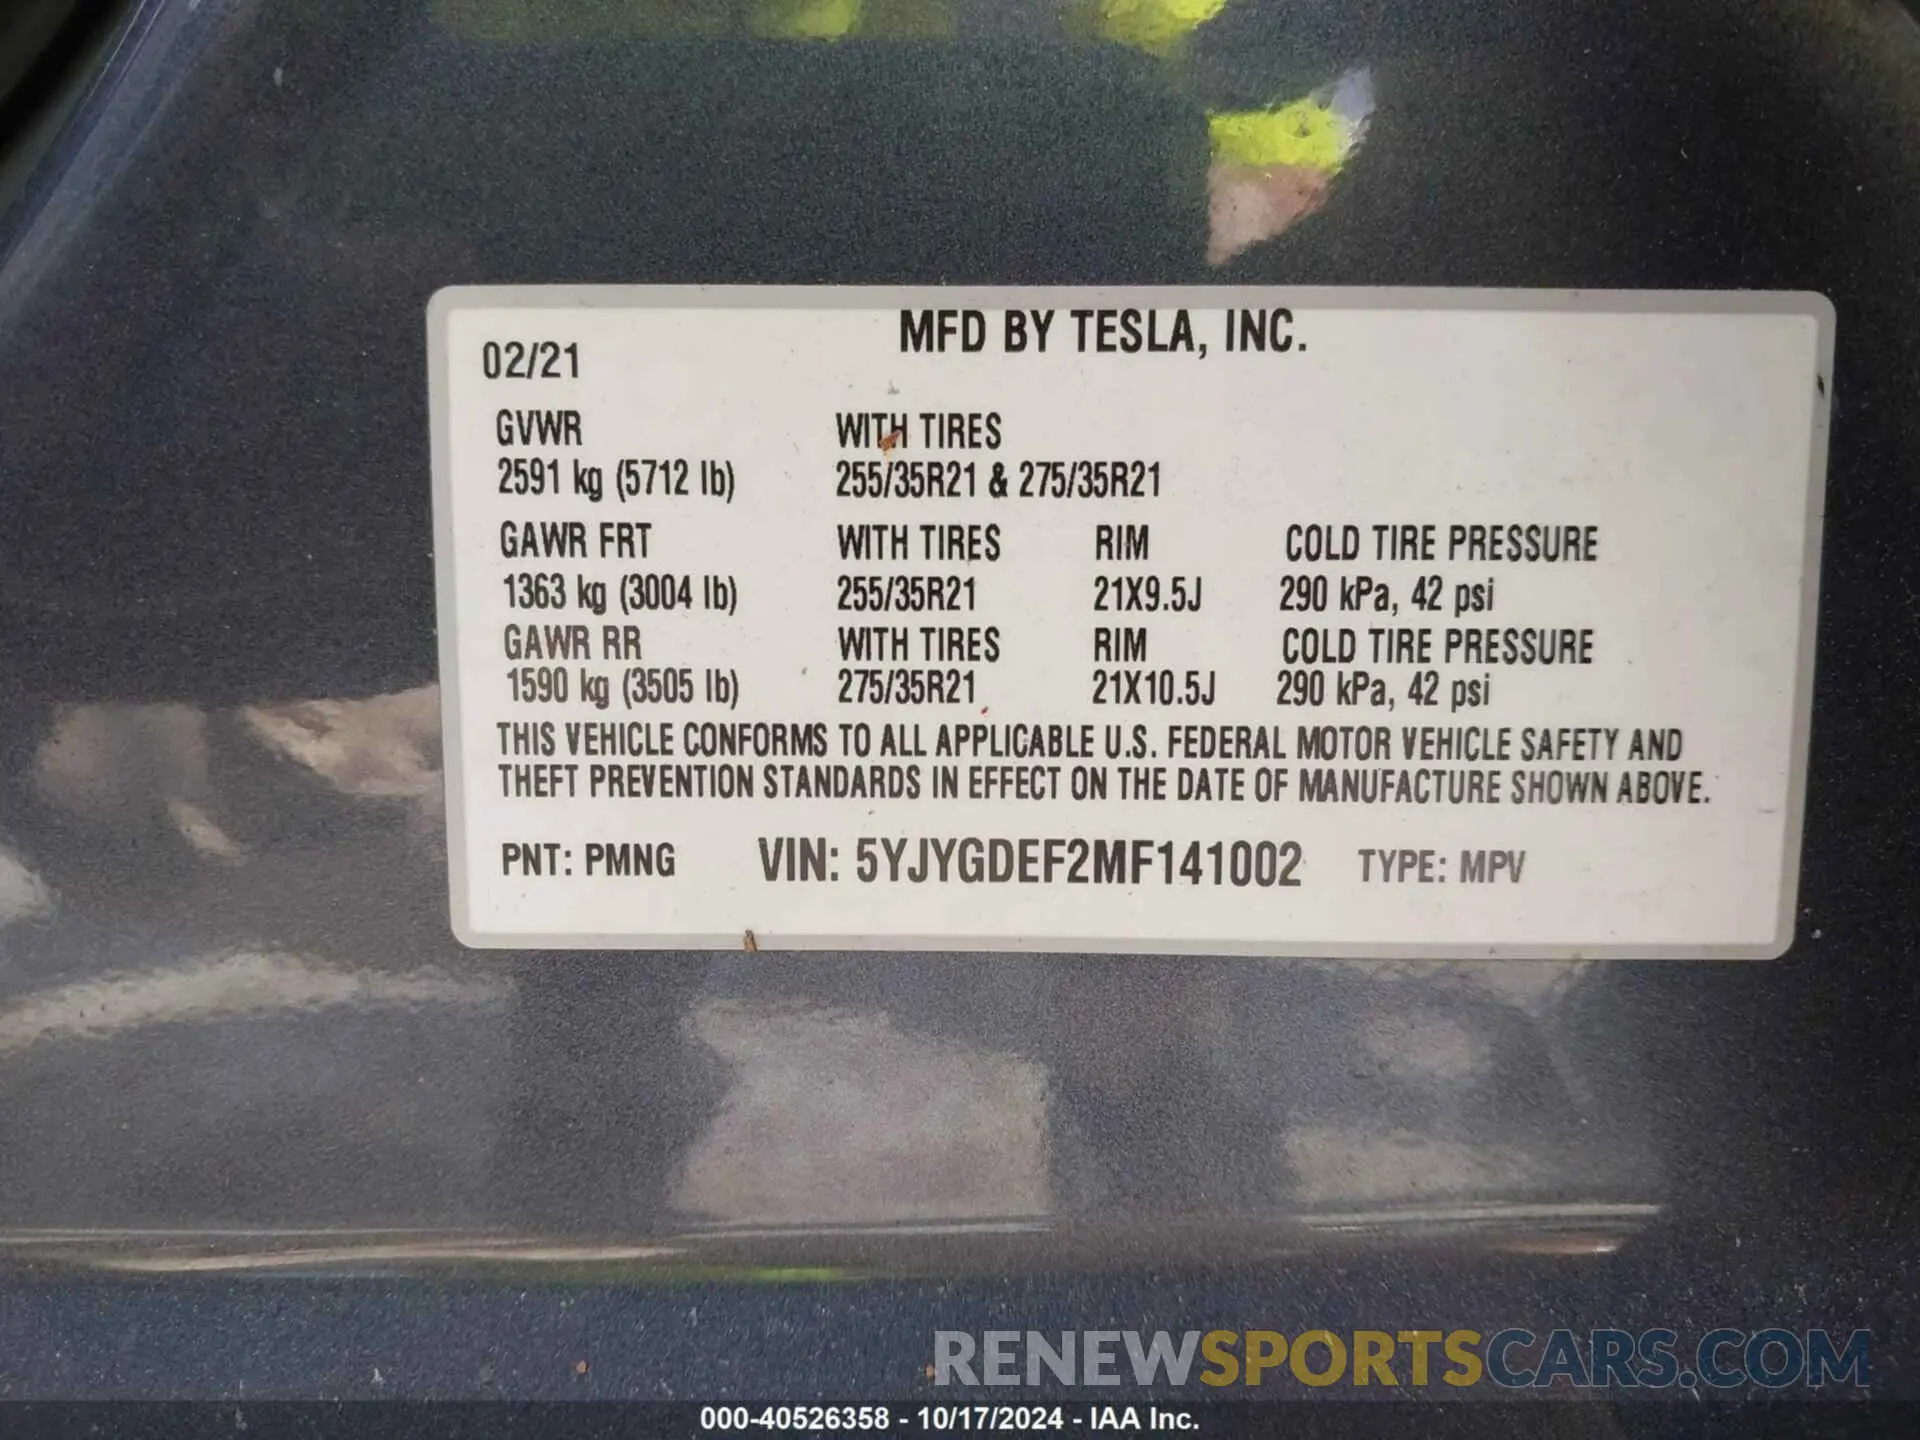 MFD BY TESLA, INC.
02/21
GVWR WITH TIRES
2591 kg (5712 lb) 255/35R21 & 275/35R21
GAWR FRT WITH TIRES RIM COLD TIRE PRESSURE
1363 kg (3004 lb) 255/35R21 21X9.5J 290 kPa, 42 psi
GAWR RR WITH TIRES RIM COLD TIRE PRESSURE
1590 kg (3505 lb) 275/35R21 21X10.5J 290 kPa, 42 psi
THIS VEHICLE CONFORMS TO ALL APPLICABLE U.S. FEDERAL MOTOR VEHICLE SAFETY AND
THEFT PREVENTION STANDARDS IN EFFECT ON THE DATE OF MANUFACTURE SHOWN ABOVE.
PNT: PMNG VIN: 5YJYGDEF2MF141002 TYPE: MPV
RENEWSPORTSCARS.COM
000-40526358 - 10/17/2024 - IAA Inc.